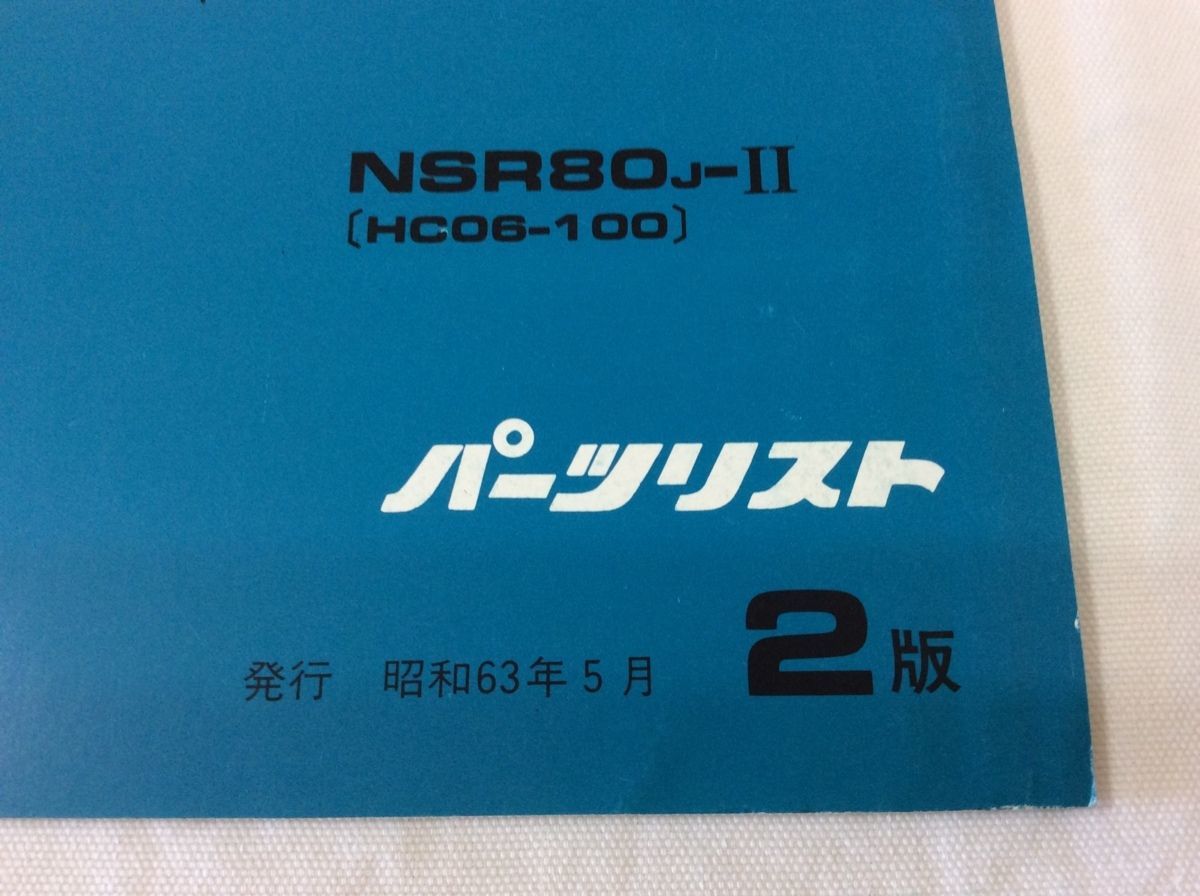 NSR80J-II
〔HC06-100〕
パーツリスト
発行 昭和63年5月 2版